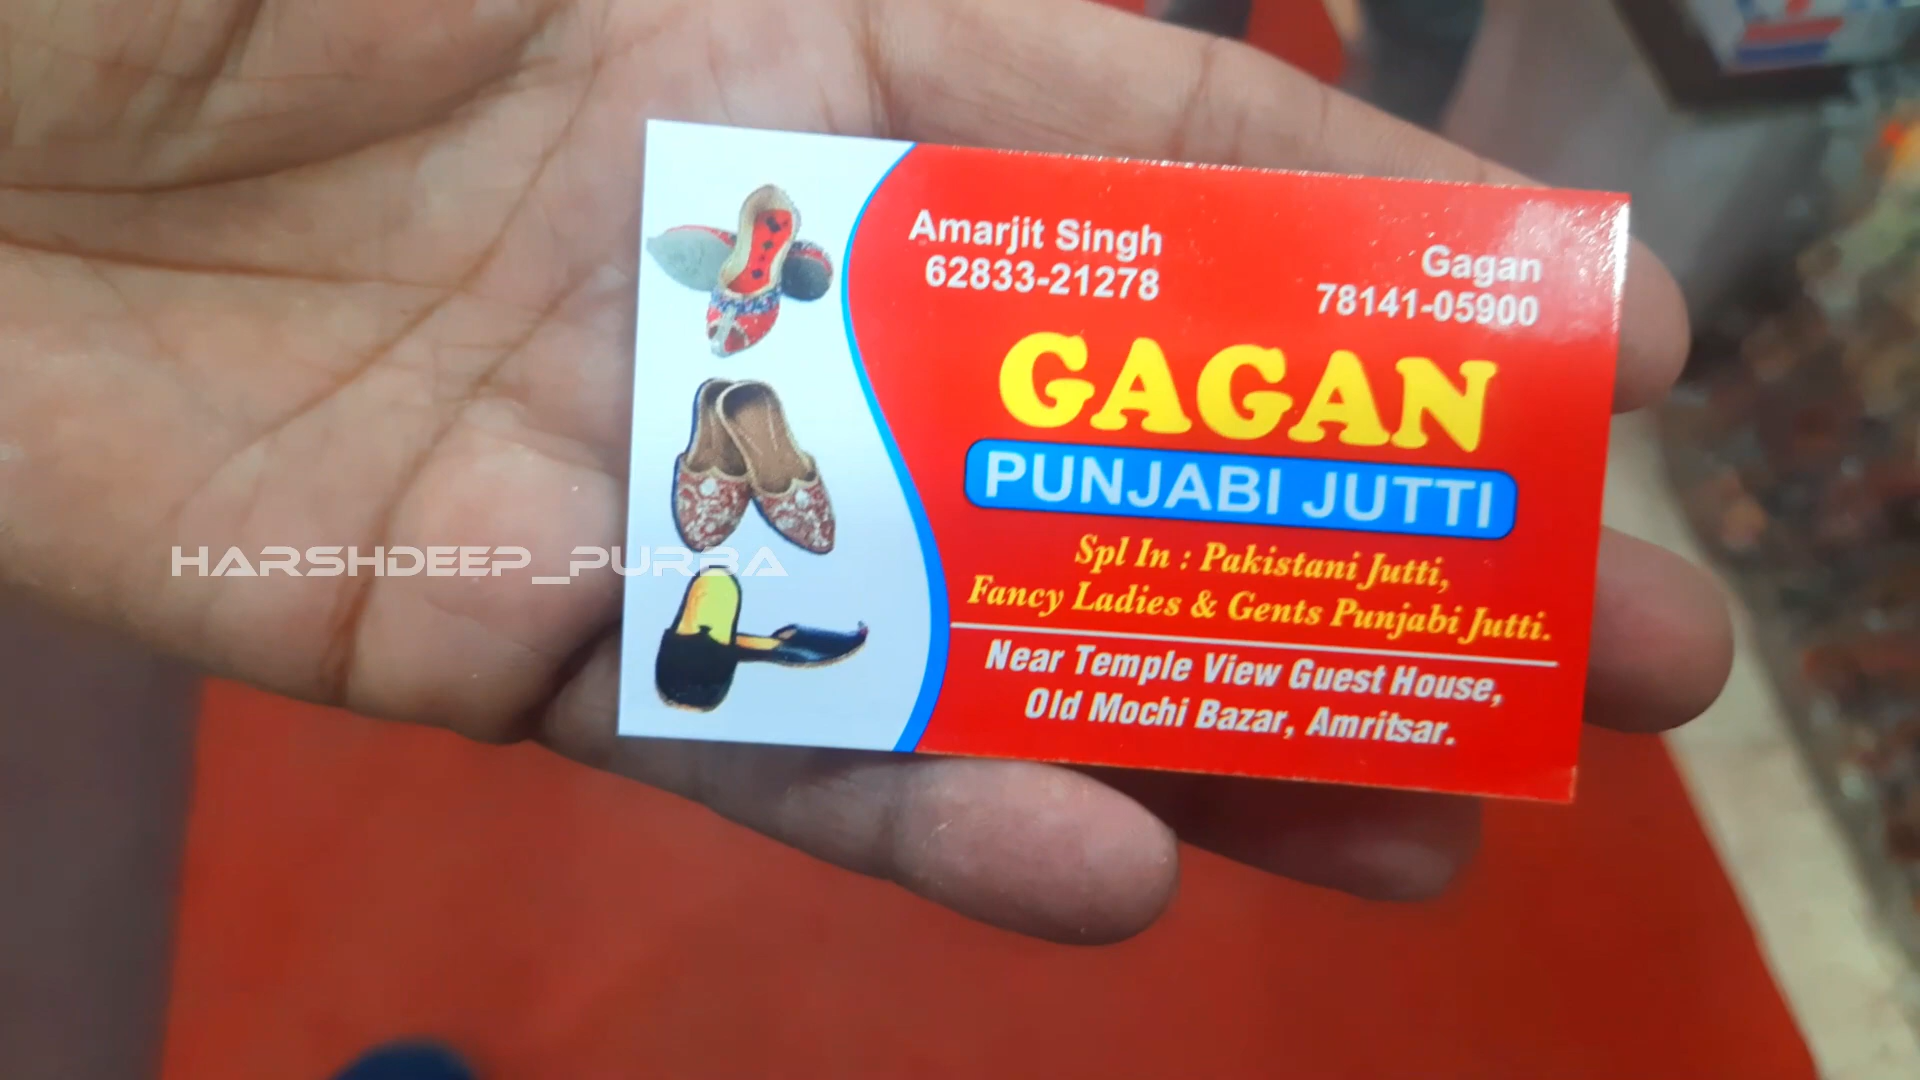 Amarjit Singh
62833-21278
Gagan
78141-05900
GAGAN
PUNJABI JUTTI
Spl In : Pakistani Jutti,
Fancy Ladies & Gents Punjabi Jutti.
Near Temple View Guest House,
Old Mochi Bazar, Amritsar.
HARSHDEEP_PURBA